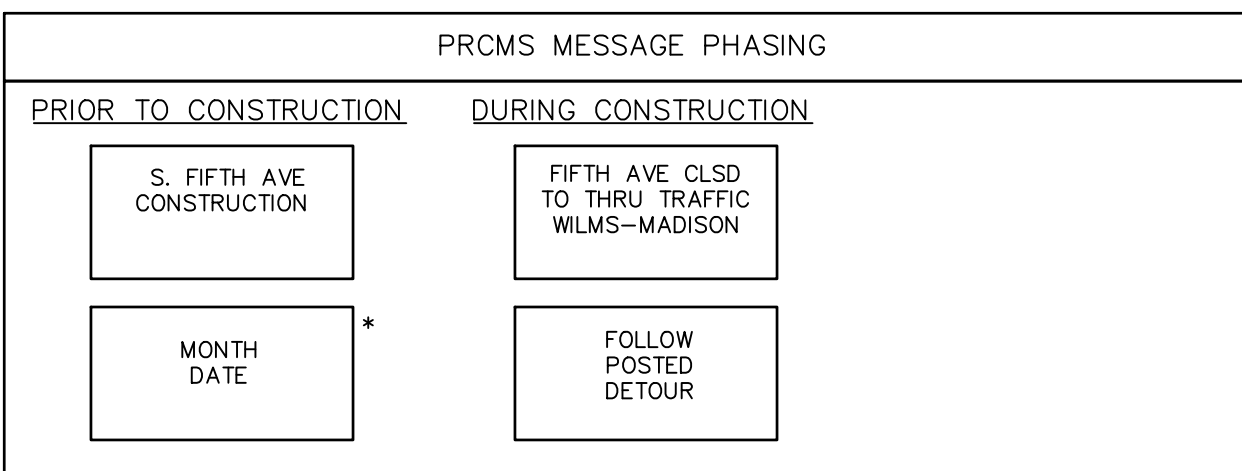 PRCMS MESSAGE PHASING
PRIOR TO CONSTRUCTION
S. FIFTH AVE
CONSTRUCTION
MONTH
DATE
*
DURING CONSTRUCTION
FIFTH AVE CLSD
TO THRU TRAFFIC
WILMS-MADISON
FOLLOW
POSTED
DETOUR